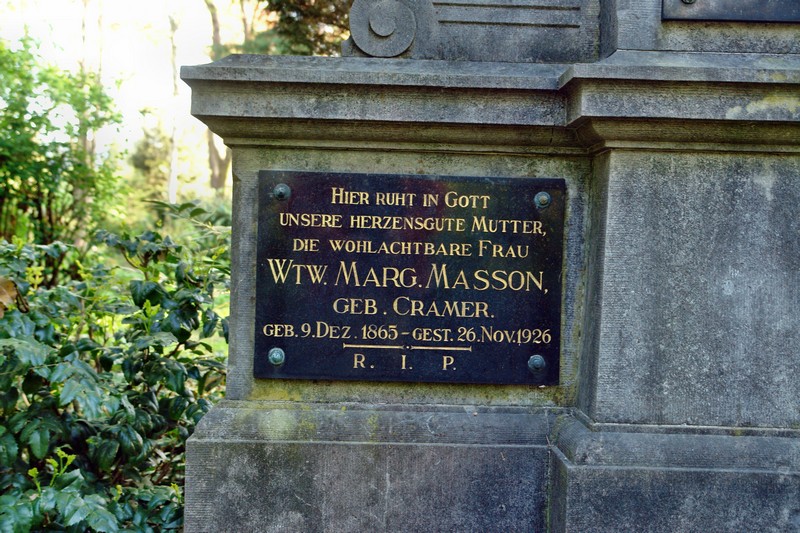 Hier ruht in Gott
unsere herzensgute Mutter,
die wohlachtbare Frau
Wtw. Marg. Masson,
geb. Cramer.
geb. 9. Dez. 1863 – gest. 26. Nov. 1926
R. I. P.